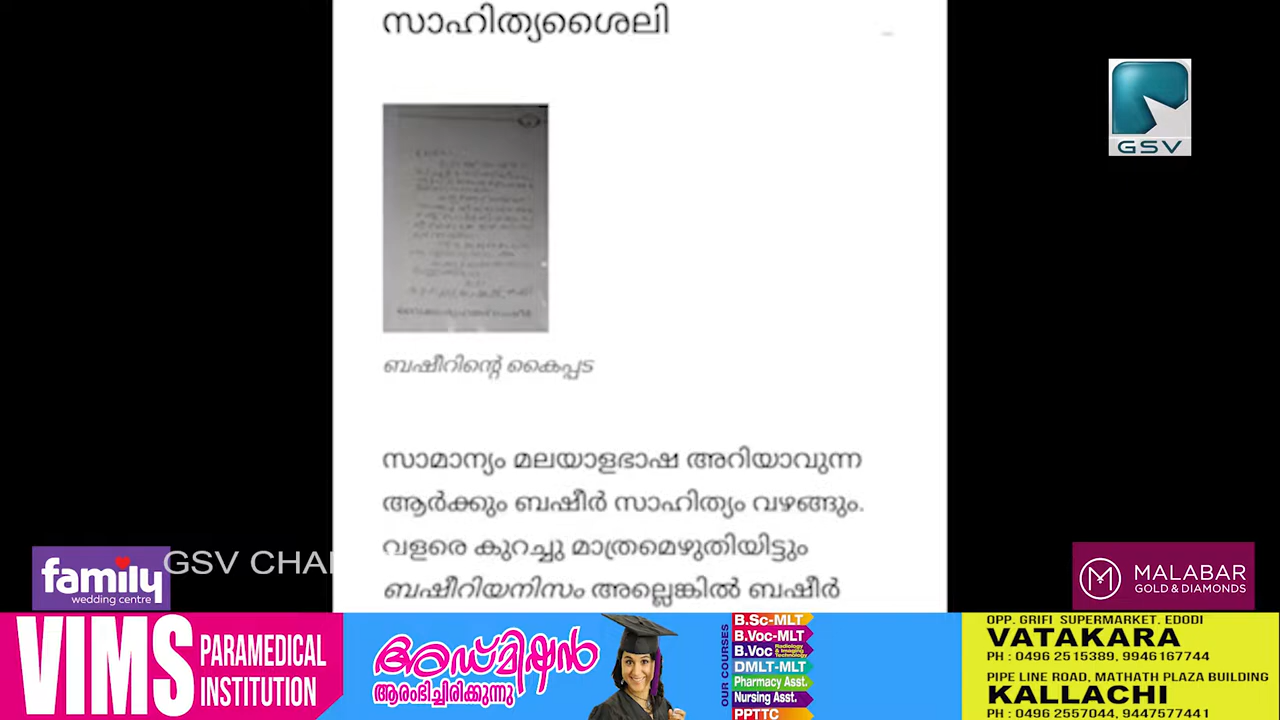 സാഹിത്യശൈലി
GSV
ബഷീറിന്റെ കൈപ്പട
സാമാന്യം മലയാളഭാഷ അറിയാവുന്ന
ആർക്കും ബഷീർ സാഹിത്യം വഴങ്ങും.
വളരെ കുറച്ചു മാത്രമെഴുതിയിട്ടും
ബഷീറിയനിസം അല്ലെങ്കിൽ ബഷീർ
GSV CHA
family
wedding centre
MALABAR
GOLD & DIAMONDS
VIMS
PARAMEDICAL
INSTITUTION
അഡ്മിഷൻ
ആരംഭിച്ചിരിക്കുന്നു
OUR COURSES
B.Sc-MLT
B.Voc-MLT
B.Voc Radiology & Imaging Technology
DMLT-MLT
Pharmacy Asst.
Nursing Asst.
PPTTC
OPP. GRIFI SUPERMARKET. EDODI
VATAKARA
PH : 0496 2515389, 9946167744
PIPE LINE ROAD, MATHATH PLAZA BUILDING
KALLACHI
PH : 0496 2557044, 9447577441